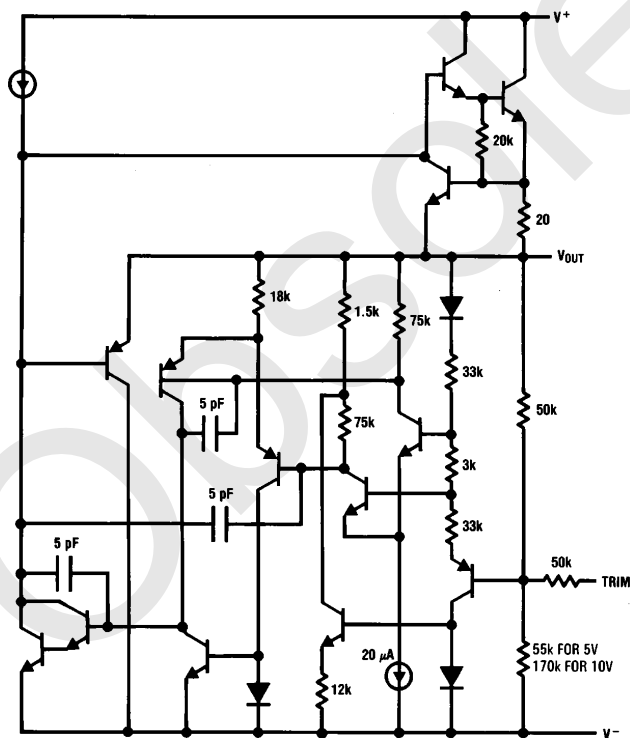 V+
20k
20
VOUT
18k
1.5k
75k
33k
50k
5 pF
75k
3k
5 pF
33k
5 pF
50k
TRIM
20 μA
12k
55k FOR 5V
170k FOR 10V
V−
Obsolete